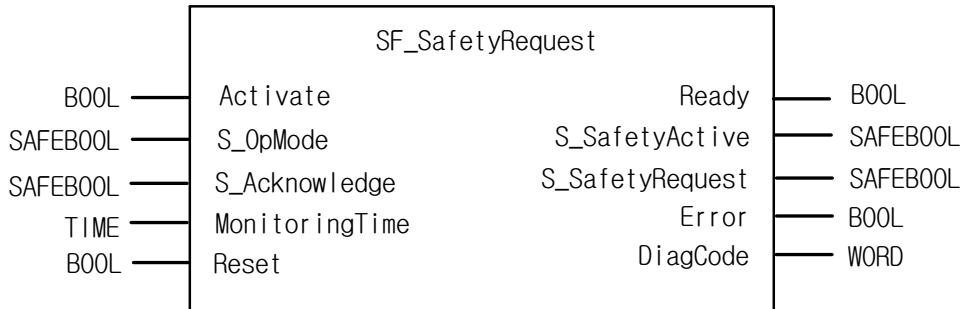 SF_SafetyRequest
BOOL Activate Ready BOOL
SAFEBOOL S_OpMode S_SafetyActive SAFEBOOL
SAFEBOOL S_Acknowledge S_SafetyRequest SAFEBOOL
TIME MonitoringTime Error BOOL
BOOL Reset DiagCode WORD